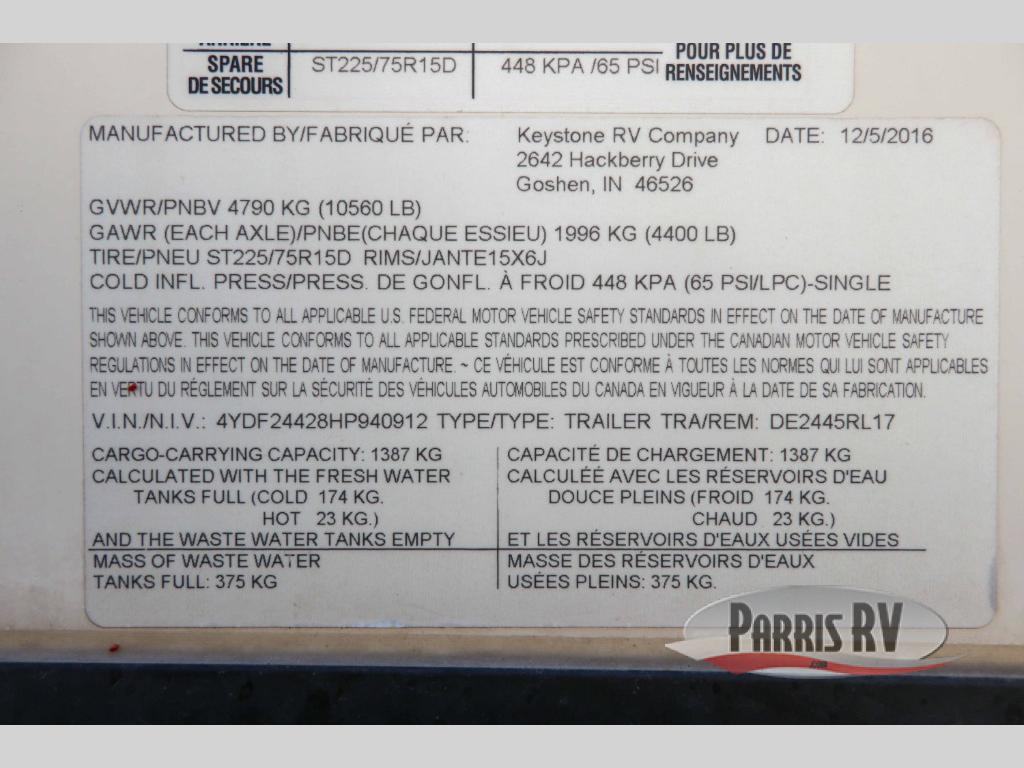 ARRIÈRE
SPARE
DE SECOURS
ST225/75R15D
448 KPA /65 PSI
POUR PLUS DE
RENSEIGNEMENTS
MANUFACTURED BY/FABRIQUÉ PAR: Keystone RV Company DATE: 12/5/2016
2642 Hackberry Drive
Goshen, IN 46526
GVWR/PNBV 4790 KG (10560 LB)
GAWR (EACH AXLE)/PNBE(CHAQUE ESSIEU) 1996 KG (4400 LB)
TIRE/PNEU ST225/75R15D RIMS/JANTE15X6J
COLD INFL. PRESS/PRESS. DE GONFL. À FROID 448 KPA (65 PSI/LPC)-SINGLE
THIS VEHICLE CONFORMS TO ALL APPLICABLE U.S. FEDERAL MOTOR VEHICLE SAFETY STANDARDS IN EFFECT ON THE DATE OF MANUFACTURE
SHOWN ABOVE. THIS VEHICLE CONFORMS TO ALL APPLICABLE STANDARDS PRESCRIBED UNDER THE CANADIAN MOTOR VEHICLE SAFETY
REGULATIONS IN EFFECT ON THE DATE OF MANUFACTURE. ~ CE VÉHICULE EST CONFORME À TOUTES LES NORMES QUI LUI SONT APPLICABLES
EN VERTU DU RÉGLEMENT SUR LA SÉCURITÉ DES VÉHICULES AUTOMOBILES DU CANADA EN VIGUEUR À LA DATE DE SA FABRICATION.
V.I.N./N.I.V.: 4YDF24428HP940912 TYPE/TYPE: TRAILER TRA/REM: DE2445RL17
CARGO-CARRYING CAPACITY: 1387 KG
CALCULATED WITH THE FRESH WATER
TANKS FULL (COLD 174 KG.
HOT 23 KG.)
AND THE WASTE WATER TANKS EMPTY
MASS OF WASTE WATER
TANKS FULL: 375 KG
CAPACITÉ DE CHARGEMENT: 1387 KG
CALCULÉE AVEC LES RÉSERVOIRS D'EAU
DOUCE PLEINS (FROID 174 KG.
CHAUD 23 KG.)
ET LES RÉSERVOIRS D'EAUX USÉES VIDES
MASSE DES RÉSERVOIRS D'EAUX
USÉES PLEINS: 375 KG.
PARRIS RV
.com